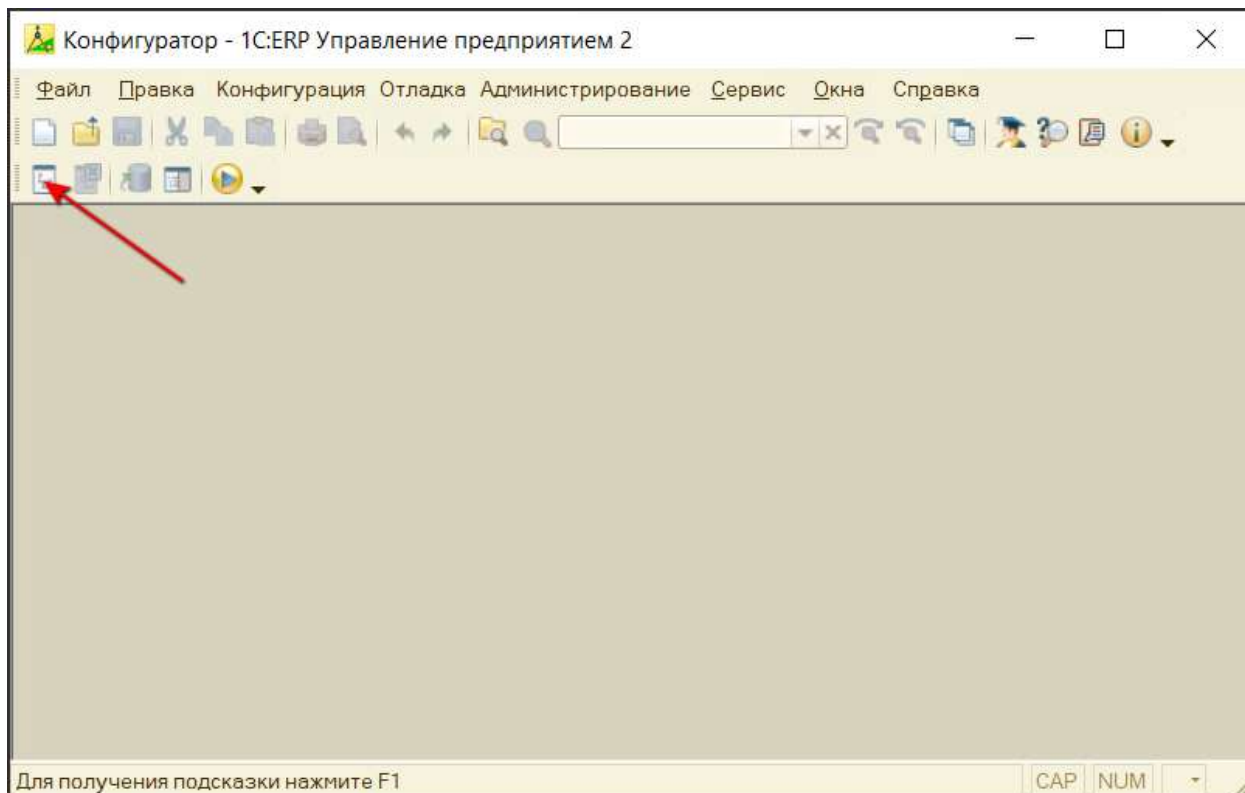 Конфигуратор - 1С:ERP Управление предприятием 2
Файл Правка Конфигурация Отладка Администрирование Сервис Окна Справка
Для получения подсказки нажмите F1 CAP NUM